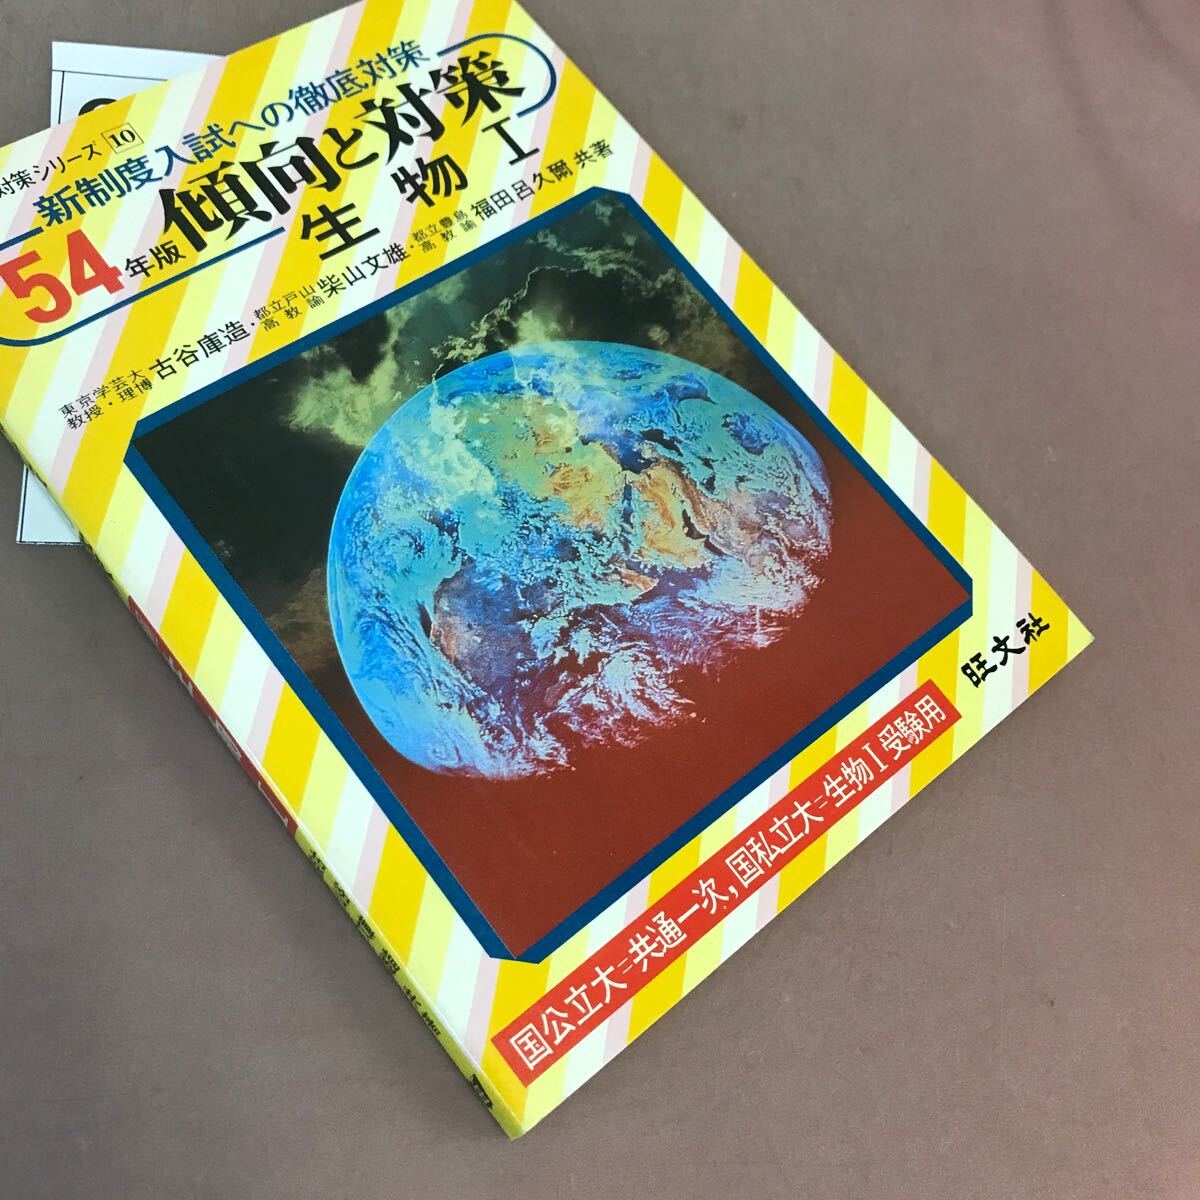 対策シリーズ 10
新制度入試への徹底対策
54年版 傾向と対策
生物Ⅰ
東京学芸大教授・理博 古谷庫造・都立戸山高教諭 柴山文雄・都立豊島高教諭 福田呂久爾 共著
旺文社
国公立大=共通一次, 国私立大=生物Ⅰ受験用